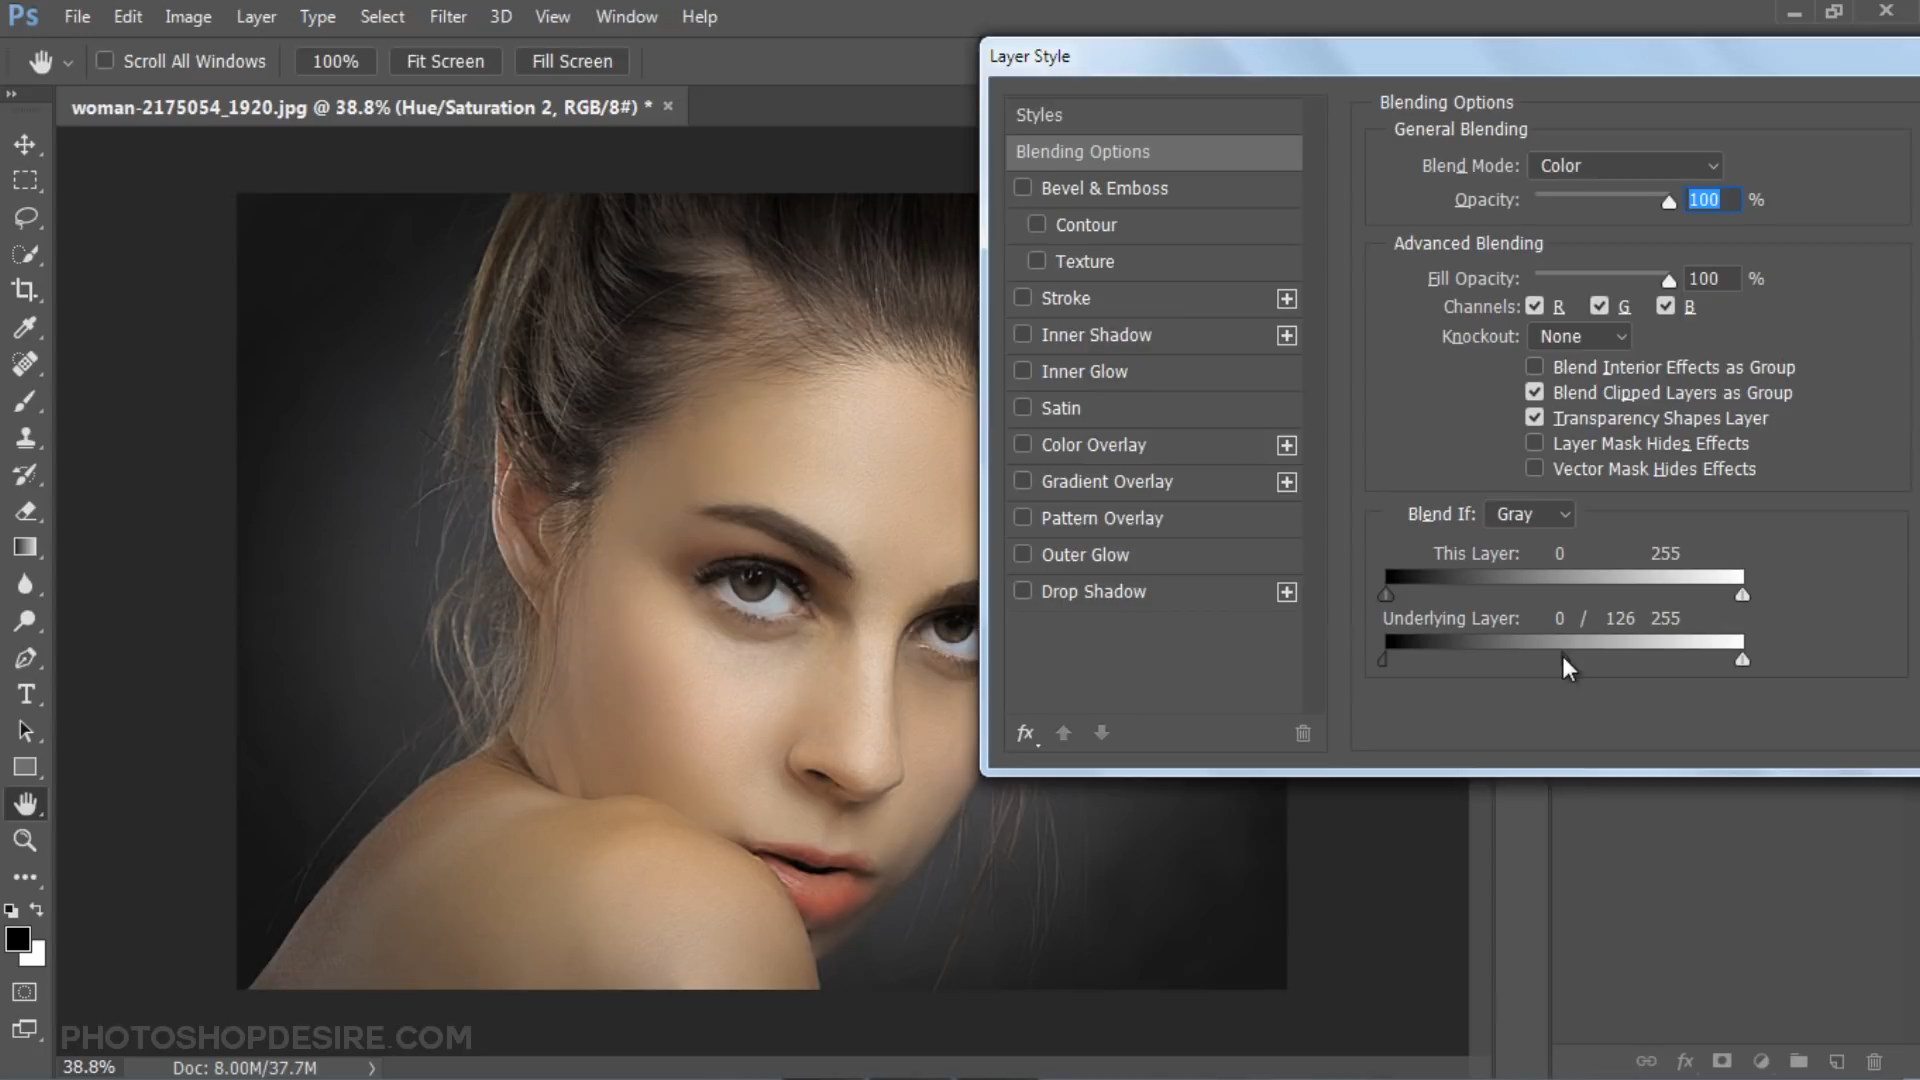 Ps File Edit Image Layer Type Select Filter 3D View Window Help
Scroll All Windows 100% Fit Screen Fill Screen
woman-2175054_1920.jpg @ 38.8% (Hue/Saturation 2, RGB/8#) * ×
Layer Style
Styles
Blending Options
Bevel & Emboss
Contour
Texture
Stroke
Inner Shadow
Inner Glow
Satin
Color Overlay
Gradient Overlay
Pattern Overlay
Outer Glow
Drop Shadow
fx
Blending Options
General Blending
Blend Mode: Color
Opacity: 100 %
Advanced Blending
Fill Opacity: 100 %
Channels: R G B
Knockout: None
Blend Interior Effects as Group
Blend Clipped Layers as Group
Transparency Shapes Layer
Layer Mask Hides Effects
Vector Mask Hides Effects
Blend If: Gray
This Layer: 0 255
Underlying Layer: 0 / 126 255
T
PHOTOSHOPDESIRE.COM
38.8% Doc: 8.00M/37.7M
fx